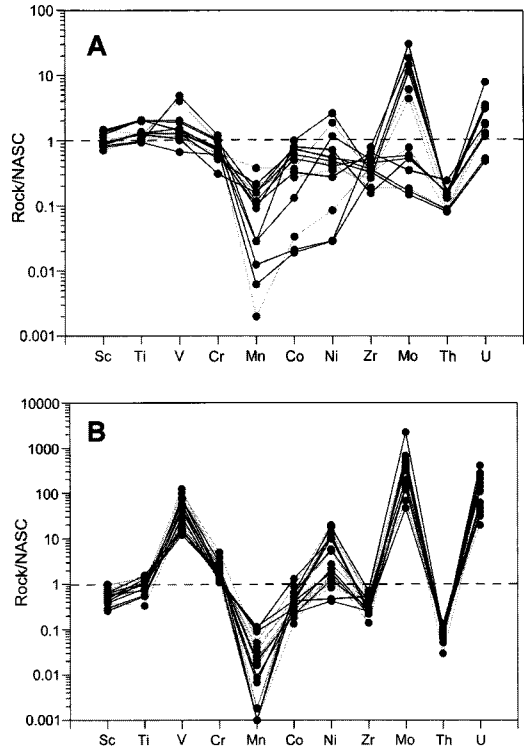 100
10
1
0.1
0.01
0.001
Rock/NASC
A
Sc Ti V Cr Mn Co Ni Zr Mo Th U
10000
1000
100
10
1
0.1
0.01
0.001
Rock/NASC
B
Sc Ti V Cr Mn Co Ni Zr Mo Th U